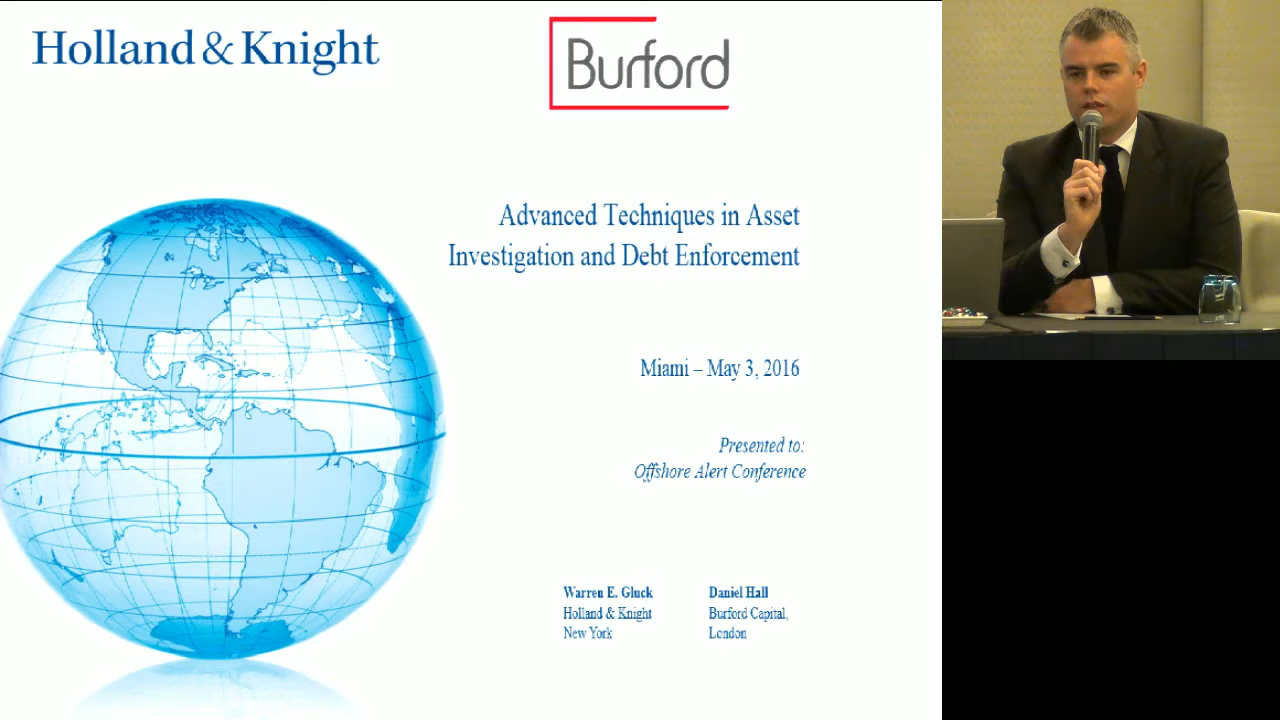 Holland & Knight
Burford
Advanced Techniques in Asset
Investigation and Debt Enforcement
Miami – May 3, 2016
Presented to:
Offshore Alert Conference
Warren E. Gluck
Holland & Knight
New York
Daniel Hall
Burford Capital,
London